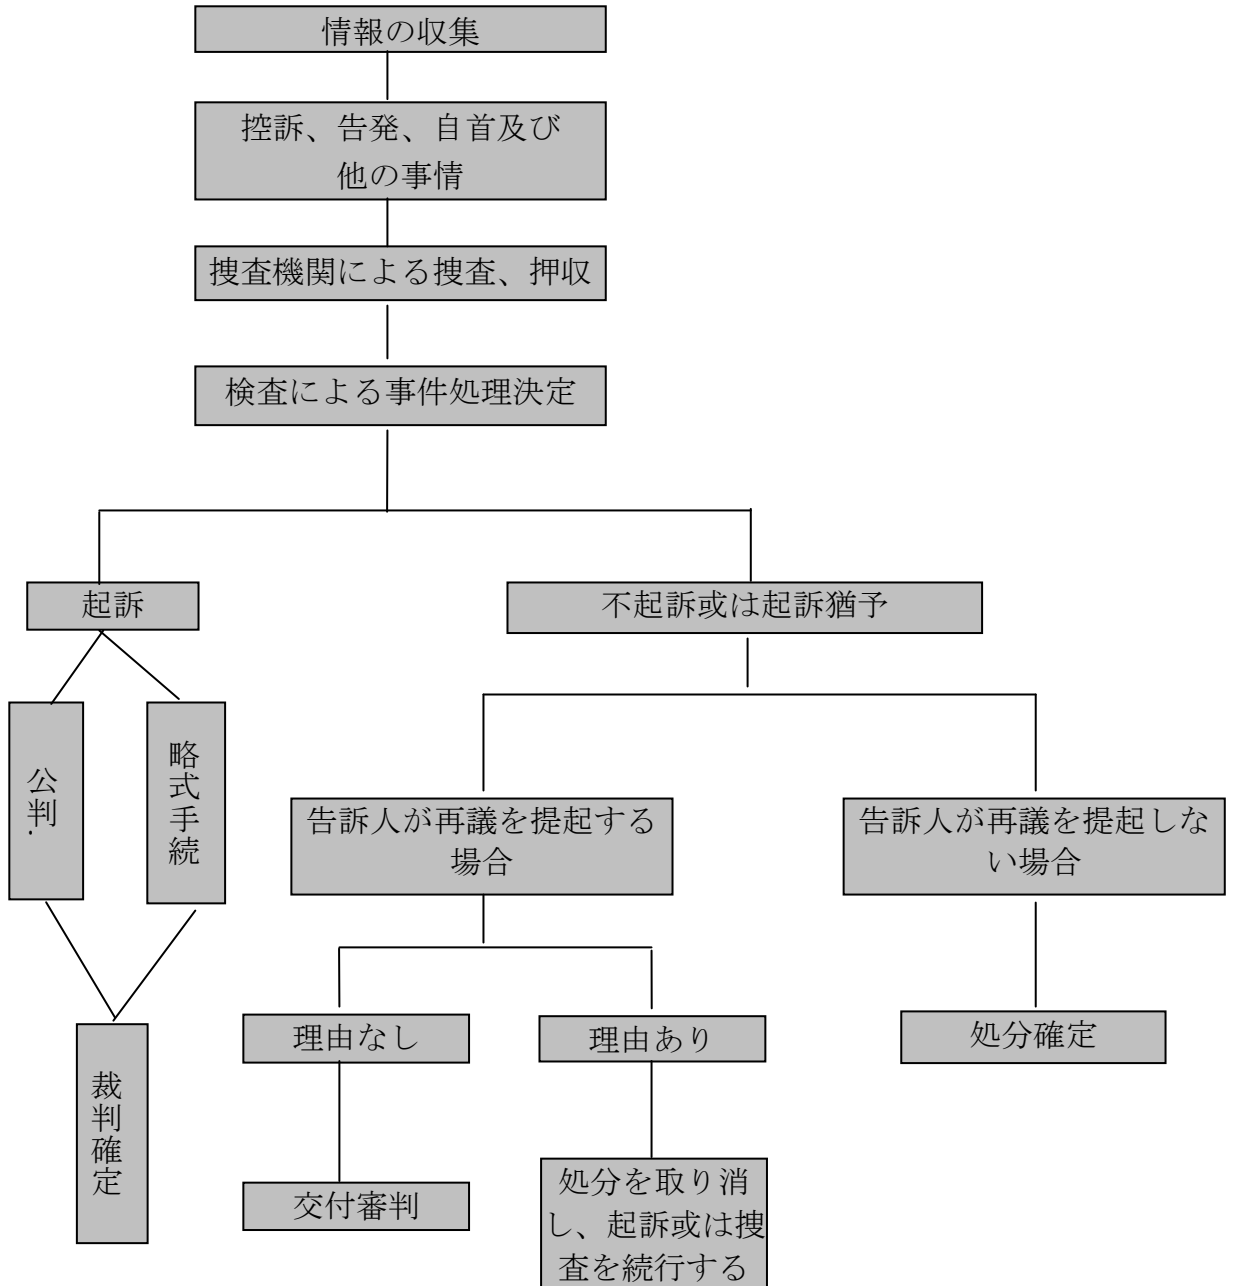 情報の収集
控訴、告発、自首及び
他の事情
捜査機関による捜査、押収
検査による事件処理決定
起訴
不起訴或は起訴猶予
公判.
略式手続
告訴人が再議を提起する
場合
告訴人が再議を提起しな
い場合
裁判確定
理由なし
理由あり
処分確定
交付審判
処分を取り消
し、起訴或は捜
査を続行する